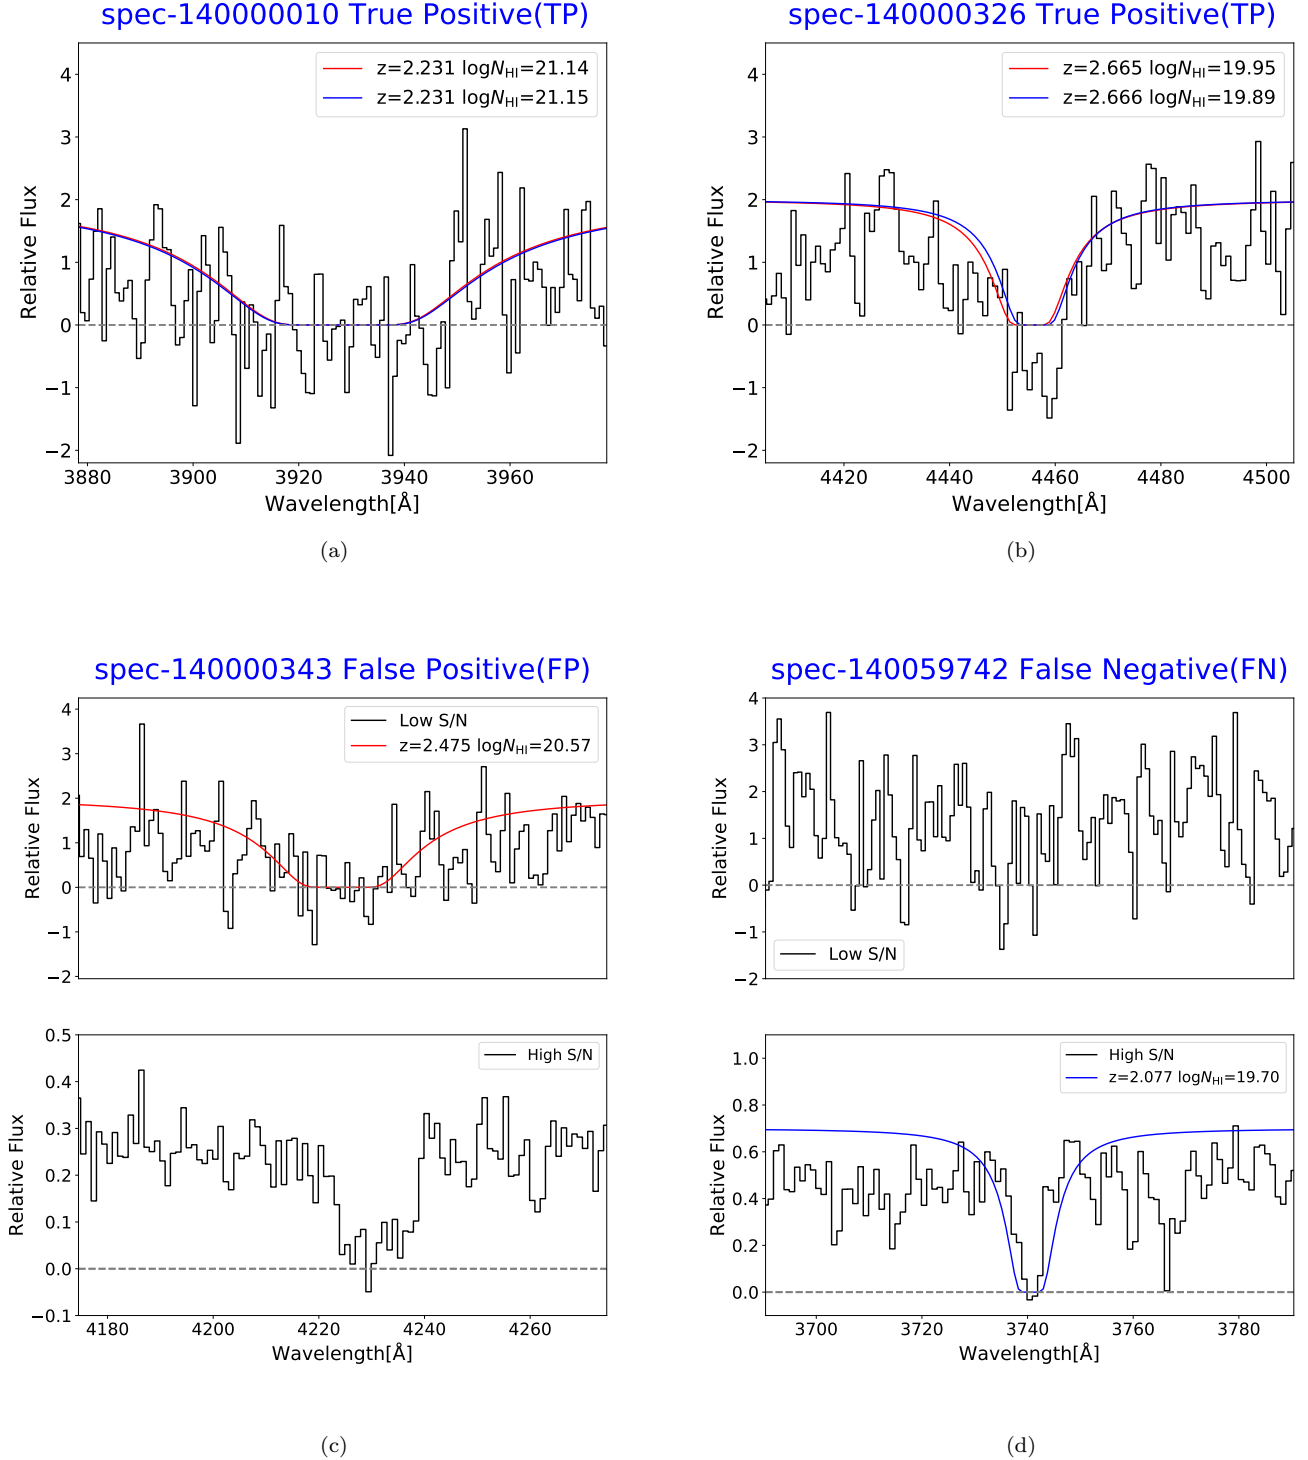 spec-140000010 True Positive(TP)
z=2.231 logN_HI=21.14
z=2.231 logN_HI=21.15
4
3
2
1
0
−1
−2
Relative Flux
3880 3900 3920 3940 3960
Wavelength[Å]
(a)
spec-140000326 True Positive(TP)
z=2.665 logN_HI=19.95
z=2.666 logN_HI=19.89
4
3
2
1
0
−1
−2
Relative Flux
4420 4440 4460 4480 4500
Wavelength[Å]
(b)
spec-140000343 False Positive(FP)
Low S/N
z=2.475 logN_HI=20.57
4
3
2
1
0
−1
−2
Relative Flux
High S/N
0.5
0.4
0.3
0.2
0.1
0.0
−0.1
Relative Flux
4180 4200 4220 4240 4260
Wavelength[Å]
(c)
spec-140059742 False Negative(FN)
4
3
2
1
0
−1
−2
Relative Flux
Low S/N
High S/N
z=2.077 logN_HI=19.70
1.0
0.8
0.6
0.4
0.2
0.0
Relative Flux
3700 3720 3740 3760 3780
Wavelength[Å]
(d)